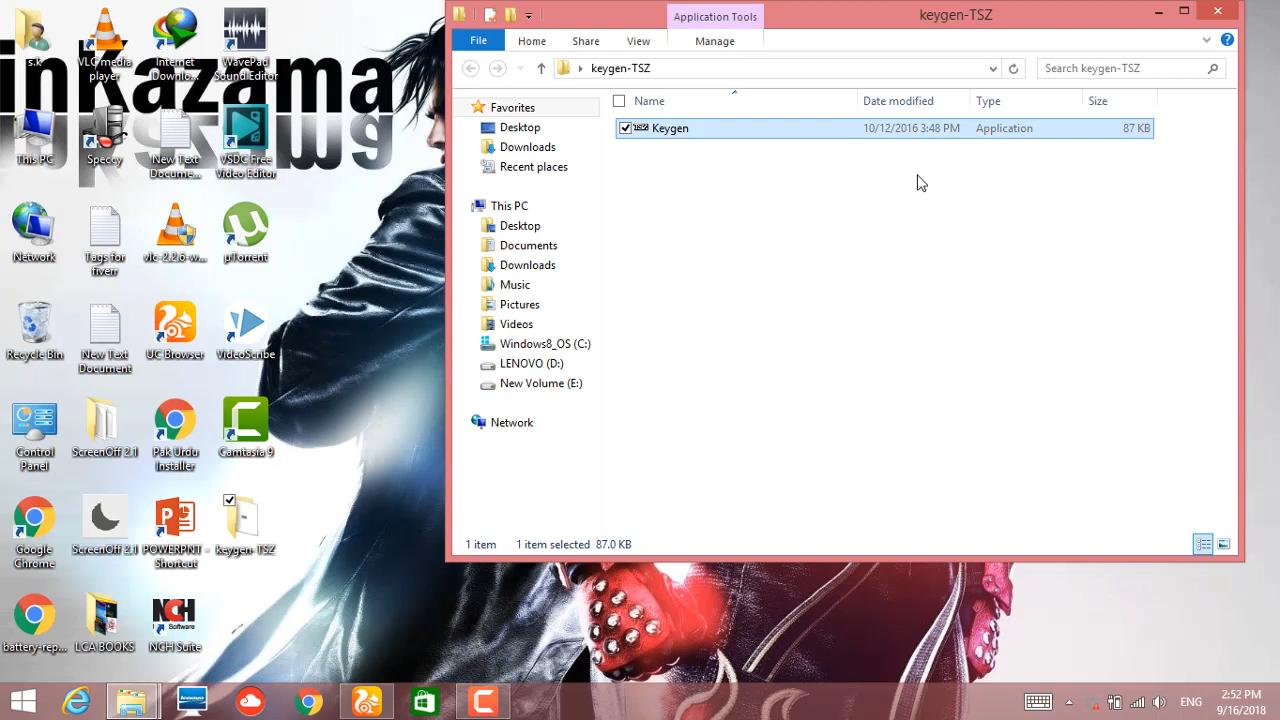 inKazama
s.k
VLC media
player
Internet
Downlo...
WavePad
Sound Editor
This PC
Speccy
New Text
Docume...
VSDC Free
Video Editor
Network
Tags for
fiverr
vlc-2.2.6-w...
µTorrent
Recycle Bin
New Text
Document
UC Browser
VideoScribe
Control
Panel
ScreenOff 2.1
Pak Urdu
Installer
Camtasia 9
Google
Chrome
ScreenOff 2.1
POWERPNT -
Shortcut
keygen-TSZ
battery-rep...
LCA BOOKS
NCH Suite
NCH
Software
Application Tools
keygen-TSZ
File
Home
Share
View
Manage
keygen-TSZ
Search keygen-TSZ
Name
Date modified
Type
Size
Keygen
10/12/2016 3:48 PM
Application
87 KB
Favorites
Desktop
Downloads
Recent places
This PC
Desktop
Documents
Downloads
Music
Pictures
Videos
Windows8_OS (C:)
LENOVO (D:)
New Volume (E:)
Network
1 item
1 item selected 87.0 KB
ENG
2:52 PM
9/16/2018